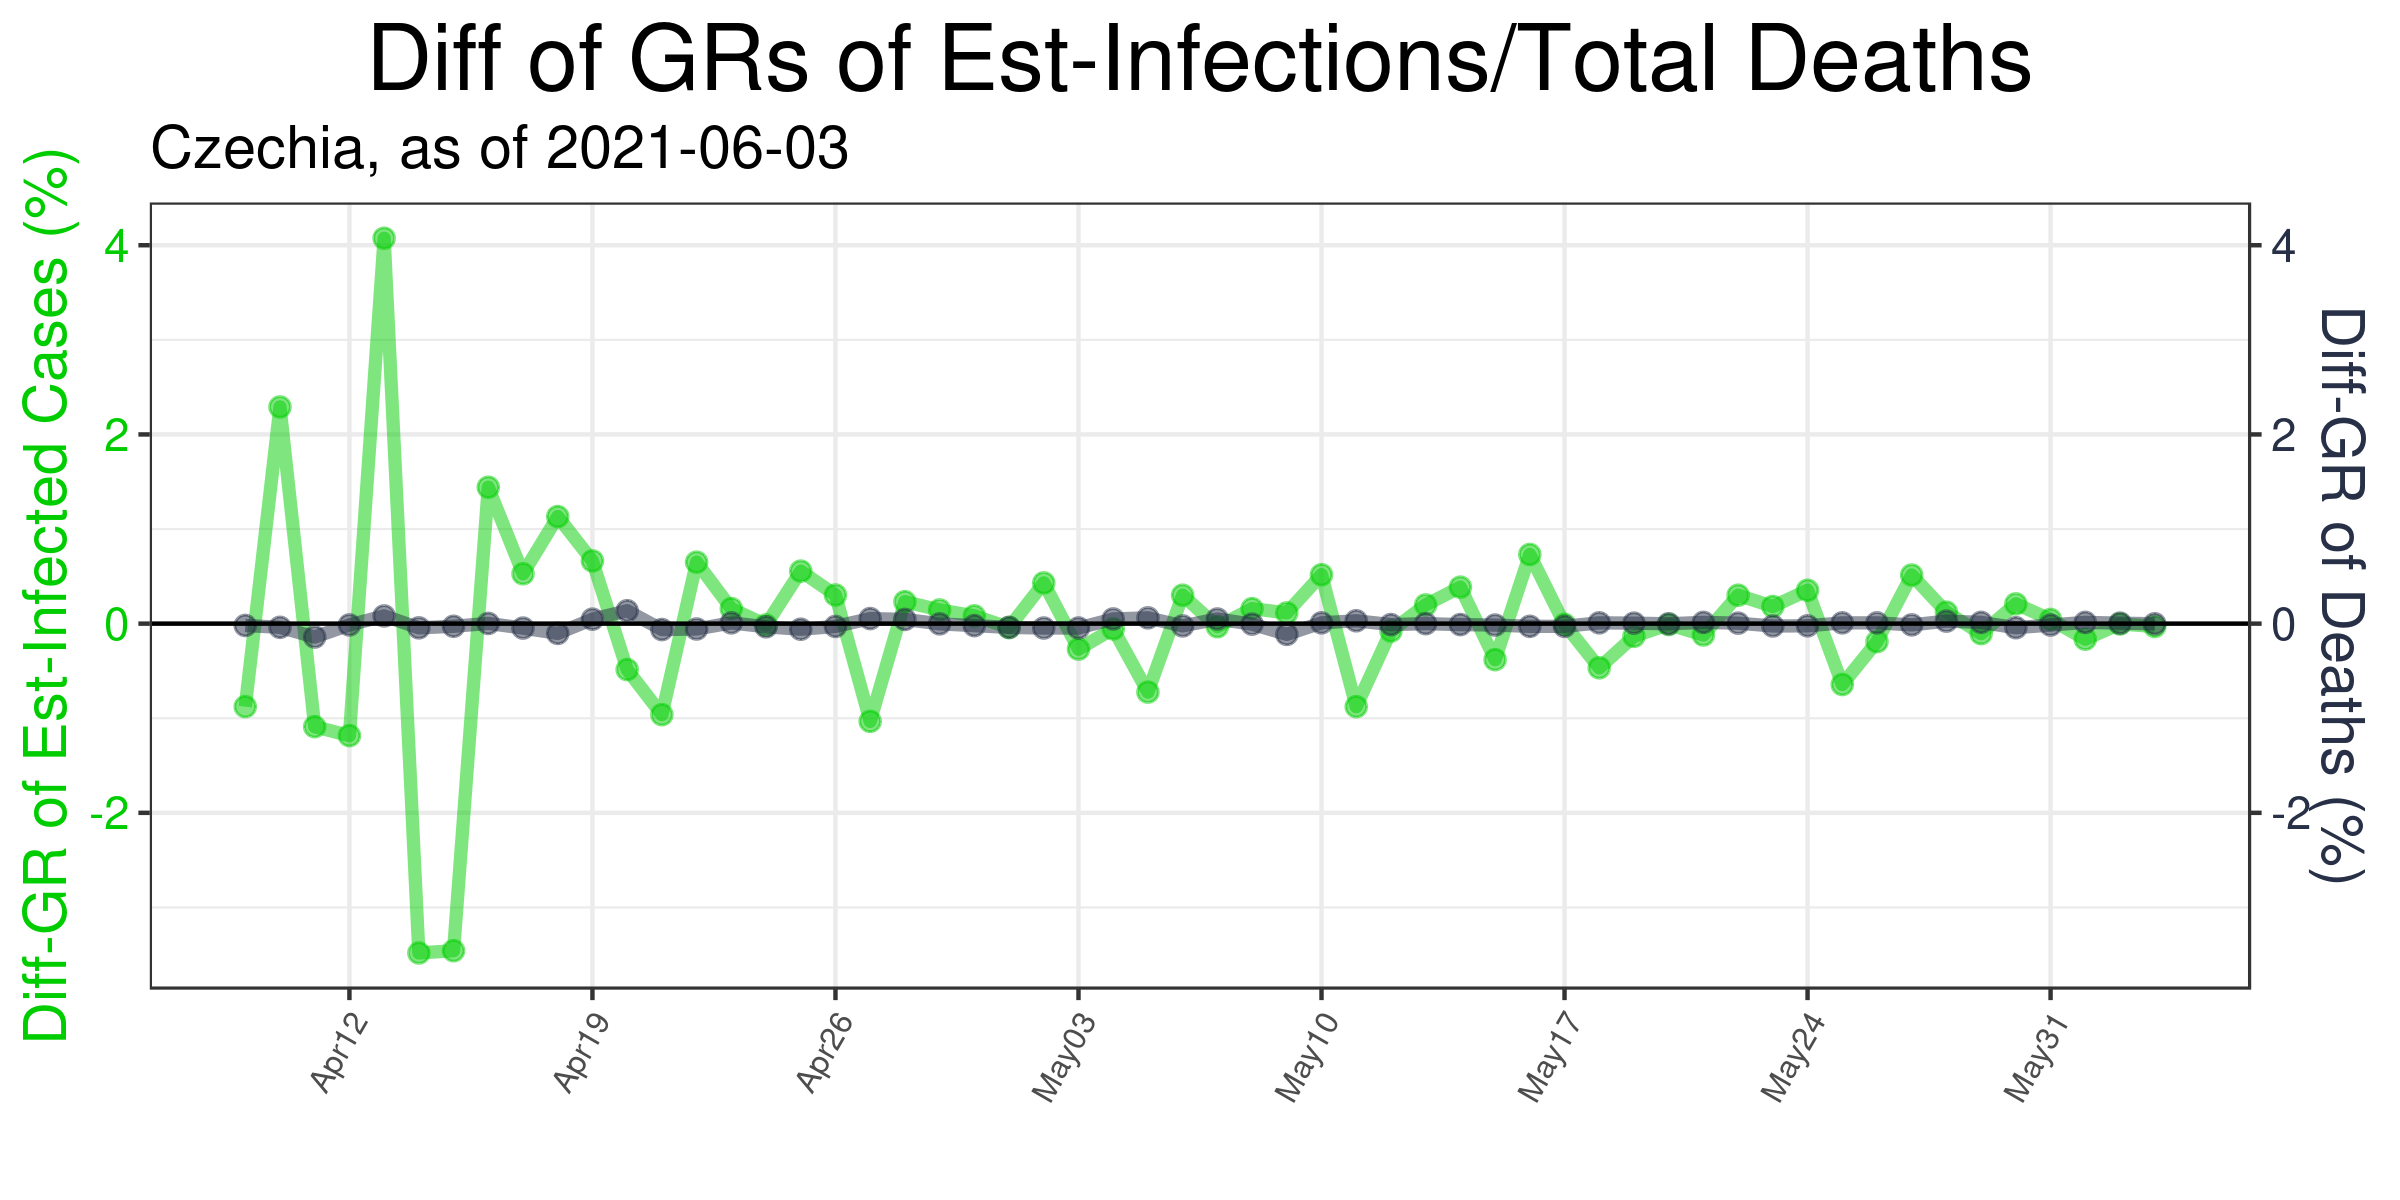 Diff of GRs of Est-Infections/Total Deaths
Czechia, as of 2021-06-03
Diff-GR of Est-Infected Cases (%)
4
2
0
-2
4
2
0
-2
Diff-GR of Deaths (%)
Apr12
Apr19
Apr26
May03
May10
May17
May24
May31